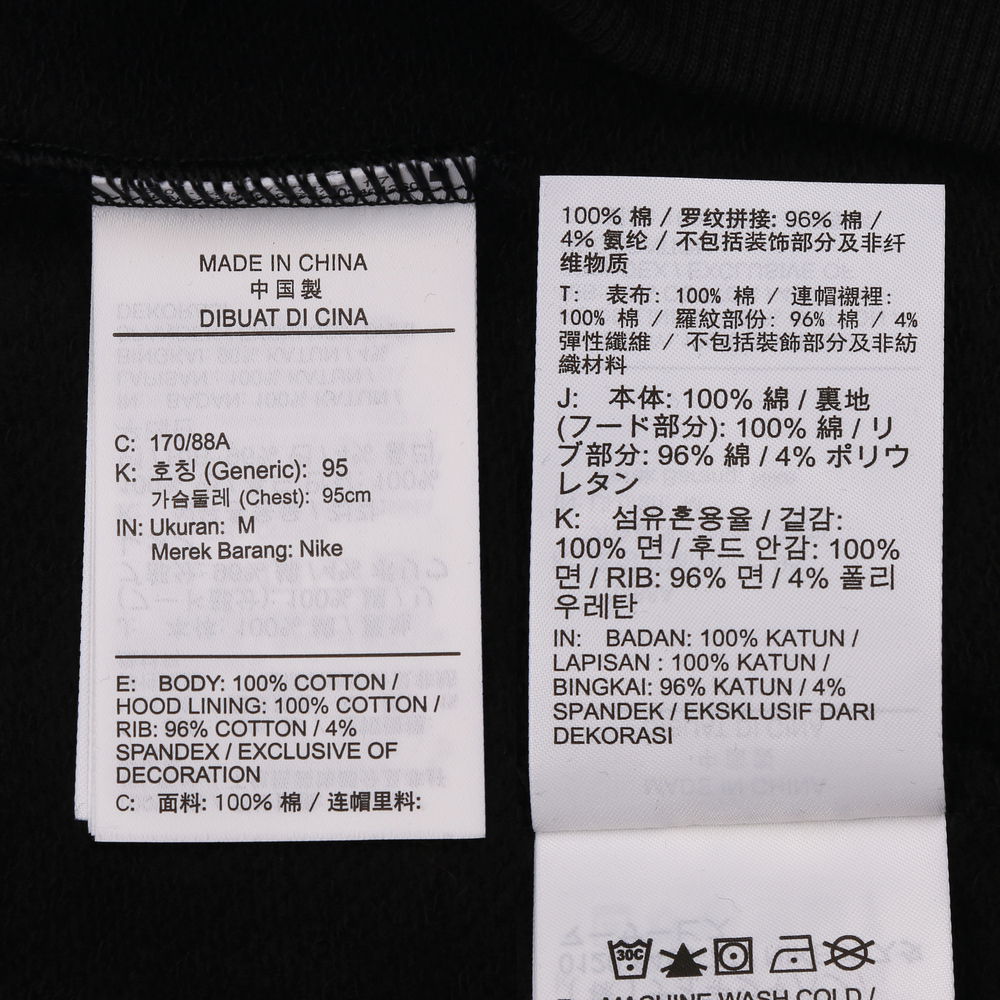 MADE IN CHINA
中国製
DIBUAT DI CINA
C: 170/88A
K: 호칭 (Generic): 95
가슴둘레 (Chest): 95cm
IN: Ukuran: M
Merek Barang: Nike
E: BODY: 100% COTTON /
HOOD LINING: 100% COTTON /
RIB: 96% COTTON / 4%
SPANDEX / EXCLUSIVE OF
DECORATION
C: 面料: 100% 棉 / 连帽里料:
100% 棉 / 罗纹拼接: 96% 棉 /
4% 氨纶 / 不包括装饰部分及非纤
维物质
T: 表布: 100% 棉 / 連帽襯裡:
100% 棉 / 羅紋部份: 96% 棉 / 4%
彈性纖維 / 不包括裝飾部分及非紡
織材料
J: 本体: 100% 綿 / 裏地
(フード部分): 100% 綿 / リ
ブ部分: 96% 綿 / 4% ポリウ
レタン
K: 섬유혼용율 / 겉감:
100% 면 / 후드 안감: 100%
면 / RIB: 96% 면 / 4% 폴리
우레탄
IN: BADAN: 100% KATUN /
LAPISAN : 100% KATUN /
BINGKAI: 96% KATUN / 4%
SPANDEK / EKSKLUSIF DARI
DEKORASI
30C
MACHINE WASH COLD /